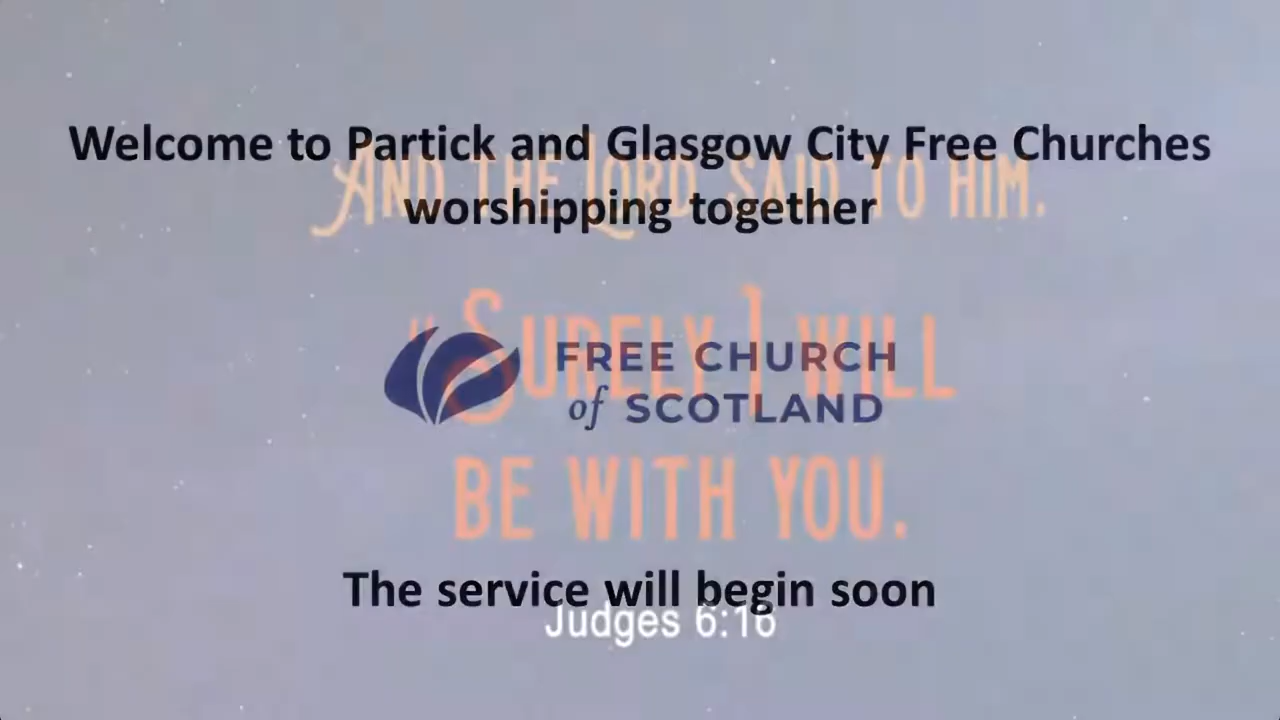 Welcome to Partick and Glasgow City Free Churches
worshipping together
AND THE LORD SAID TO HIM.
"SURELY I WILL
BE WITH YOU.
FREE CHURCH
of SCOTLAND
The service will begin soon
Judges 6:16